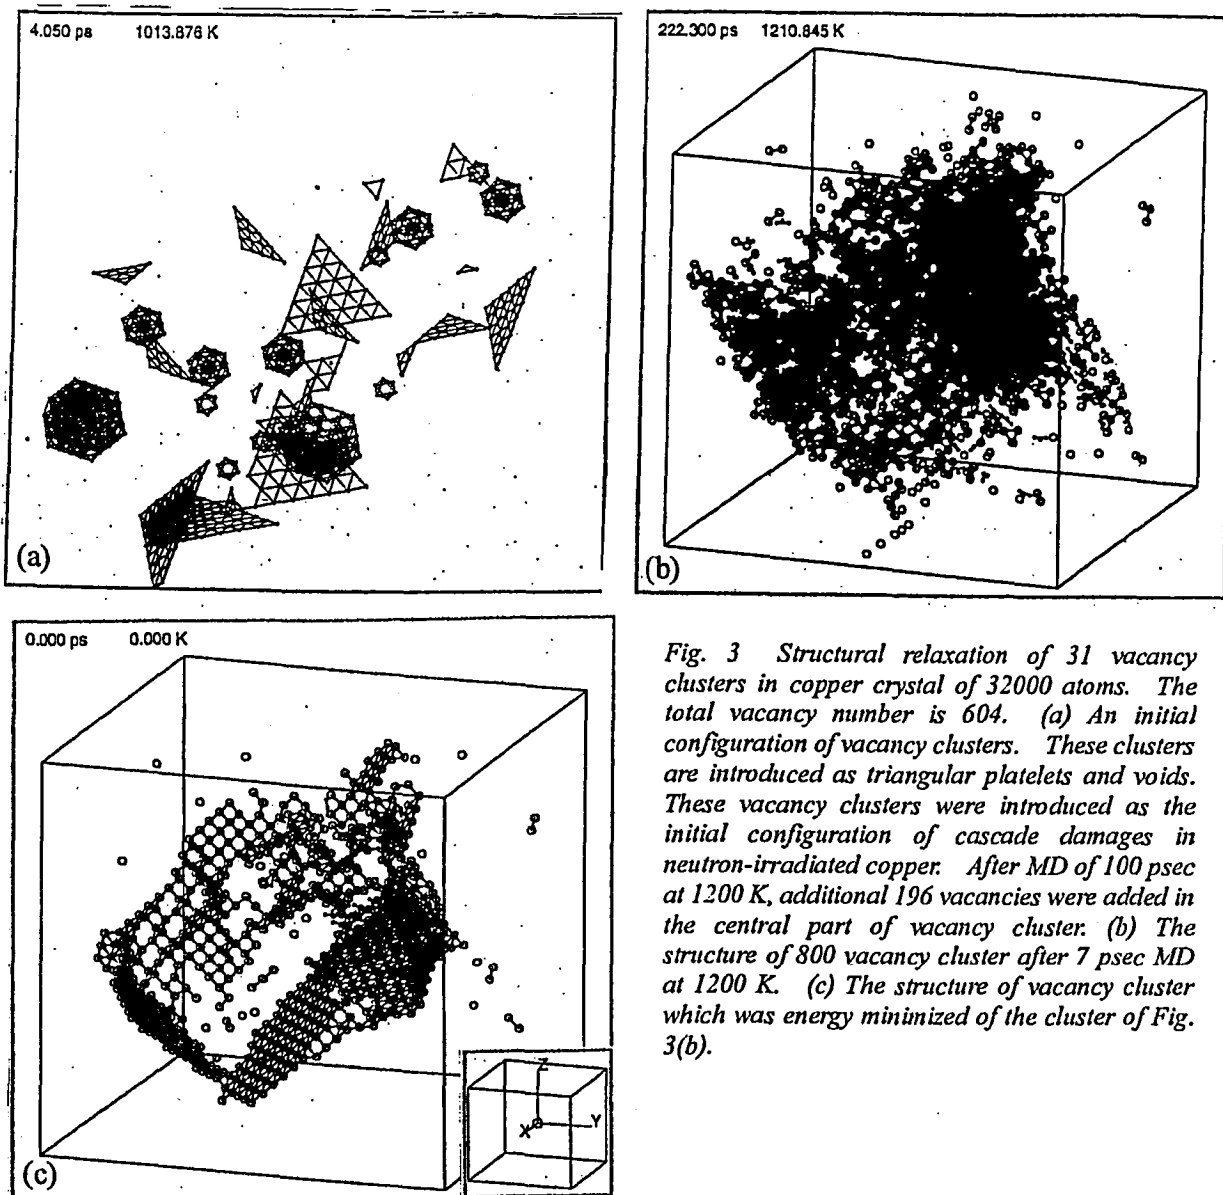 4.050 ps 1013.876 K
(a)
222.300 ps 1210.845 K
(b)
0.000 ps 0.000 K
Z
X
Y
(c)
Fig. 3 Structural relaxation of 31 vacancy
clusters in copper crystal of 32000 atoms. The
total vacancy number is 604. (a) An initial
configuration of vacancy clusters. These clusters
are introduced as triangular platelets and voids.
These vacancy clusters were introduced as the
initial configuration of cascade damages in
neutron-irradiated copper. After MD of 100 psec
at 1200 K, additional 196 vacancies were added in
the central part of vacancy cluster. (b) The
structure of 800 vacancy cluster after 7 psec MD
at 1200 K. (c) The structure of vacancy cluster
which was energy minimized of the cluster of Fig.
3(b).